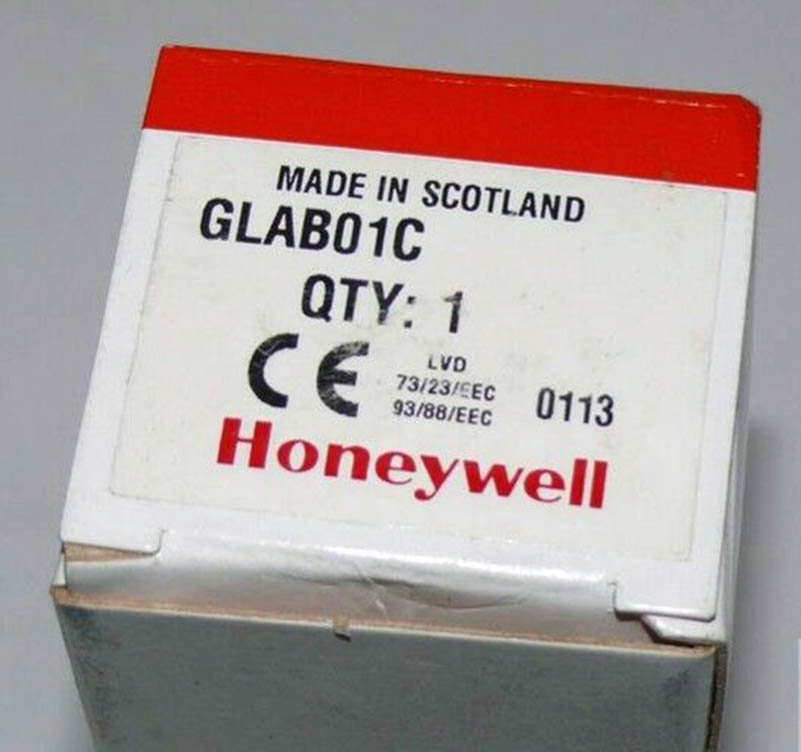 MADE IN SCOTLAND
GLAB01C
QTY: 1
CE
LVD
73/23/EEC
93/88/EEC
0113
Honeywell